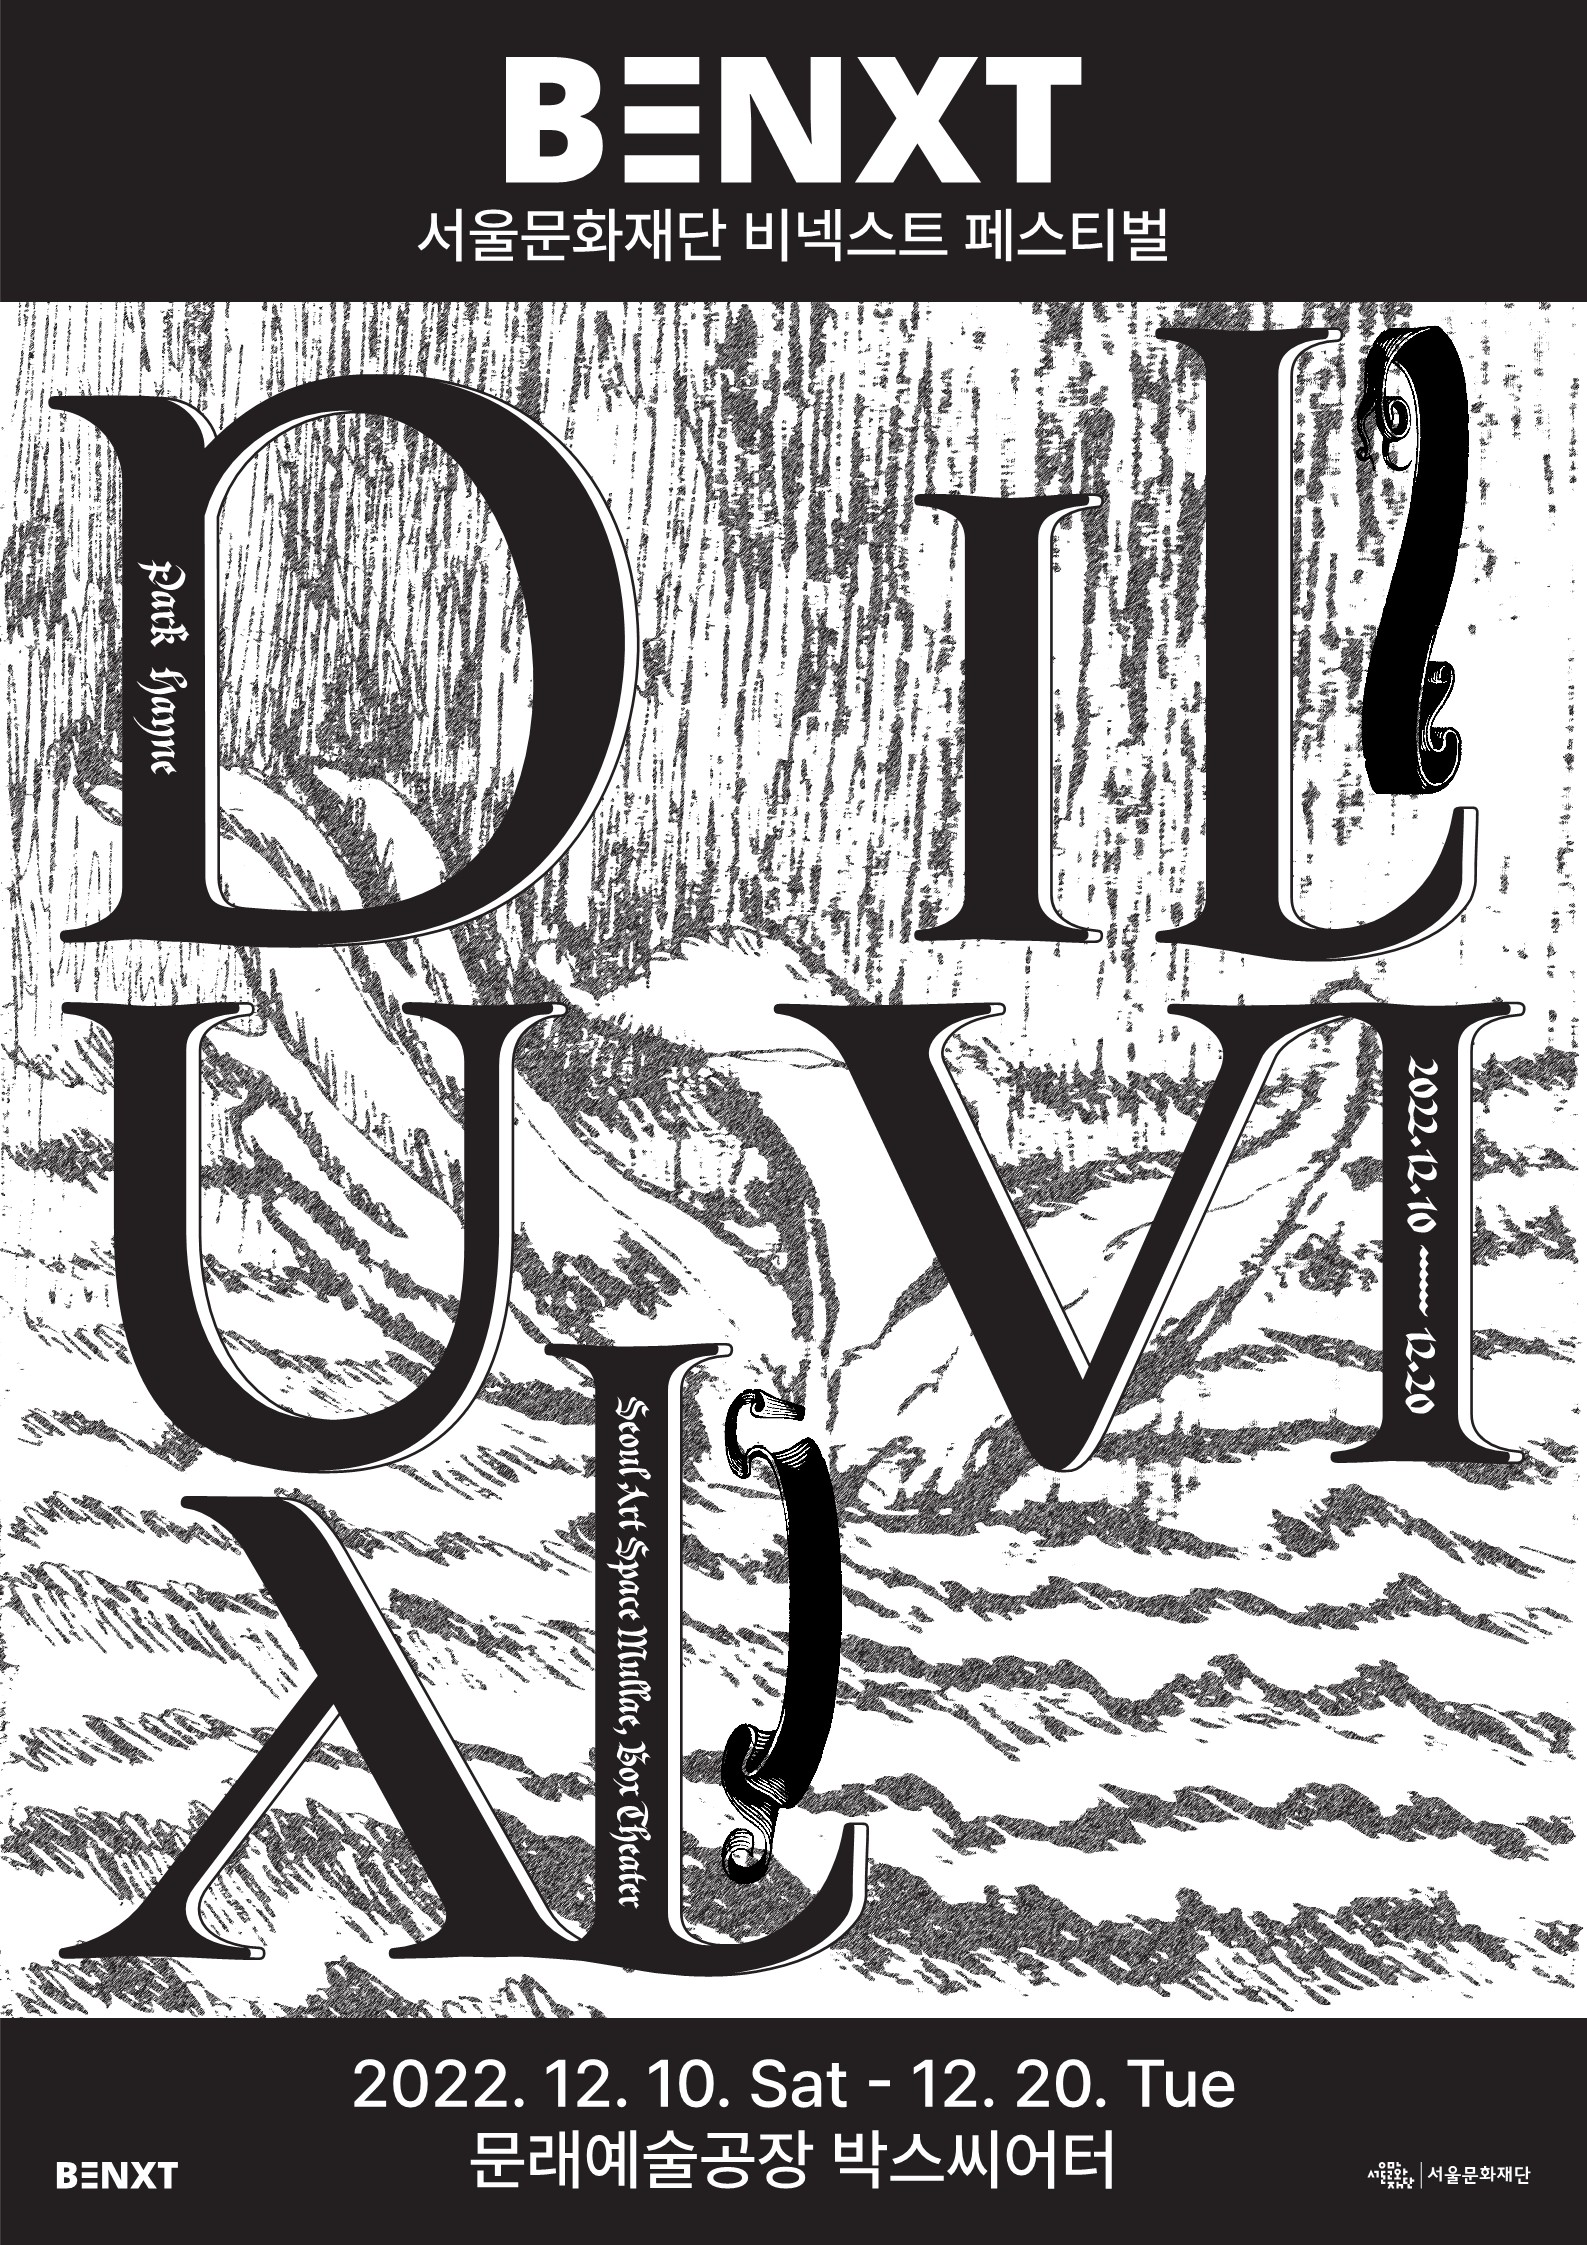 BENXT
서울문화재단 비넥스트 페스티벌
DIL
Park Hayne
UVI
2022.12.10 ~ 12.20
XL
Seoul Art Space Mullae, Box Theater
2022. 12. 10. Sat - 12. 20. Tue
문래예술공장 박스씨어터
BENXT
서울문화재단